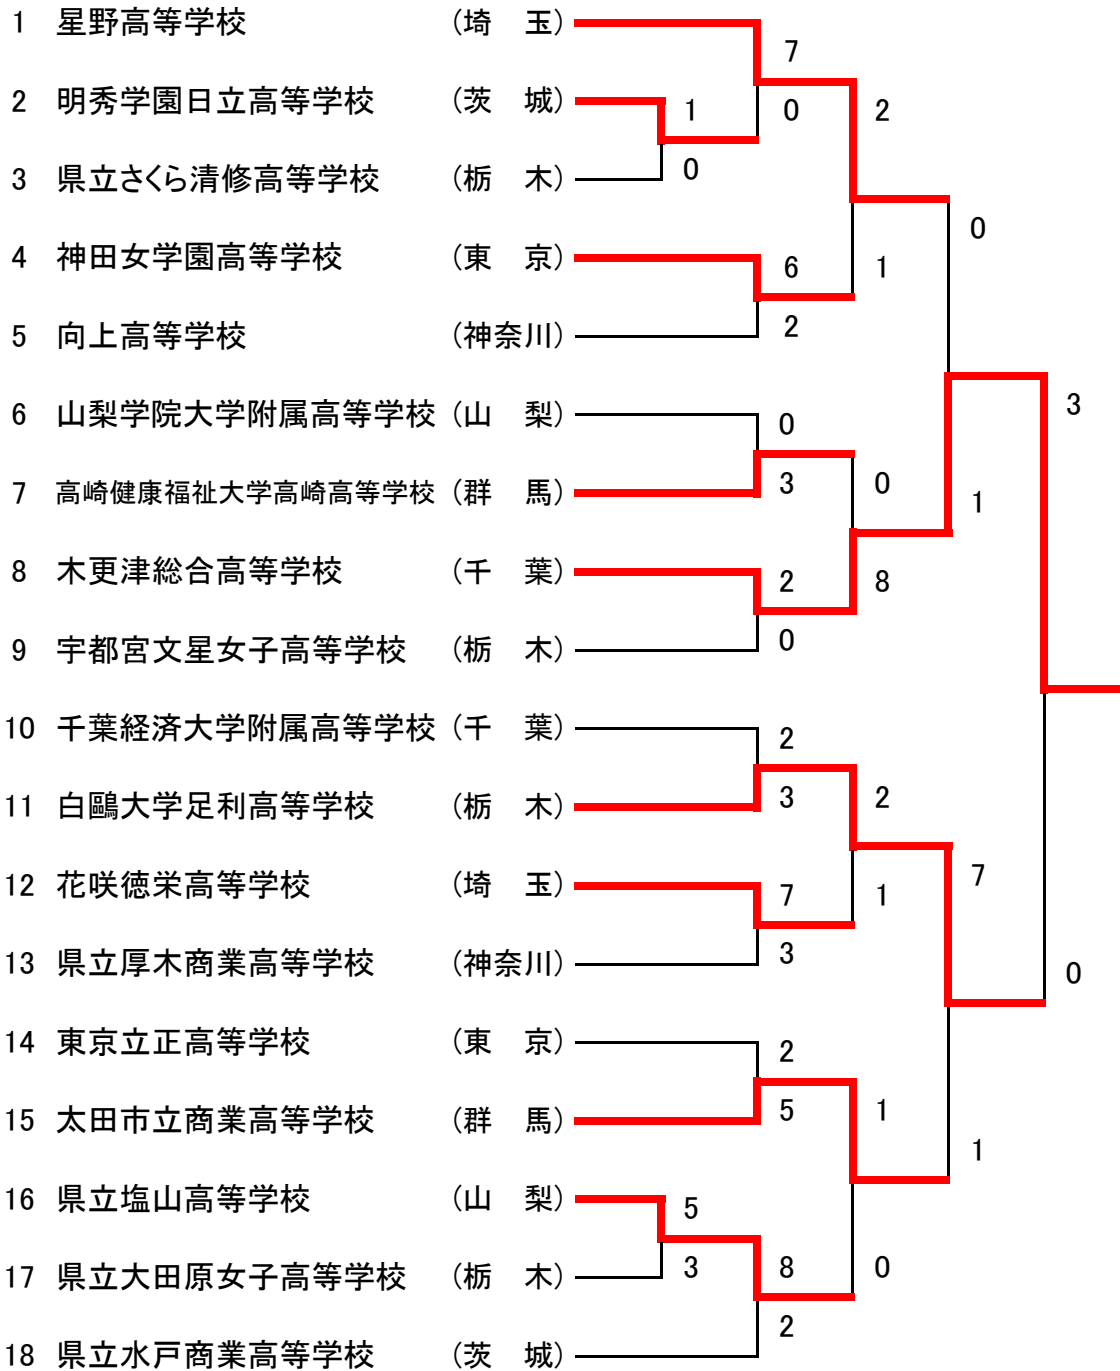 1 星野高等学校 (埼 玉)
7
2 明秀学園日立高等学校 (茨 城) 1 0 2
3 県立さくら清修高等学校 (栃 木) 0
0
4 神田女学園高等学校 (東 京) 6 1
5 向上高等学校 (神奈川) 2
3
6 山梨学院大学附属高等学校 (山 梨) 0
7 高崎健康福祉大学高崎高等学校 (群 馬) 3 0 1
8 木更津総合高等学校 (千 葉) 2 8
9 宇都宮文星女子高等学校 (栃 木) 0
10 千葉経済大学附属高等学校 (千 葉) 2
11 白鷗大学足利高等学校 (栃 木) 3 2
12 花咲徳栄高等学校 (埼 玉) 7 1 7
13 県立厚木商業高等学校 (神奈川) 3 0
14 東京立正高等学校 (東 京) 2
15 太田市立商業高等学校 (群 馬) 5 1
1
16 県立塩山高等学校 (山 梨) 5
17 県立大田原女子高等学校 (栃 木) 3 8 0
2
18 県立水戸商業高等学校 (茨 城)